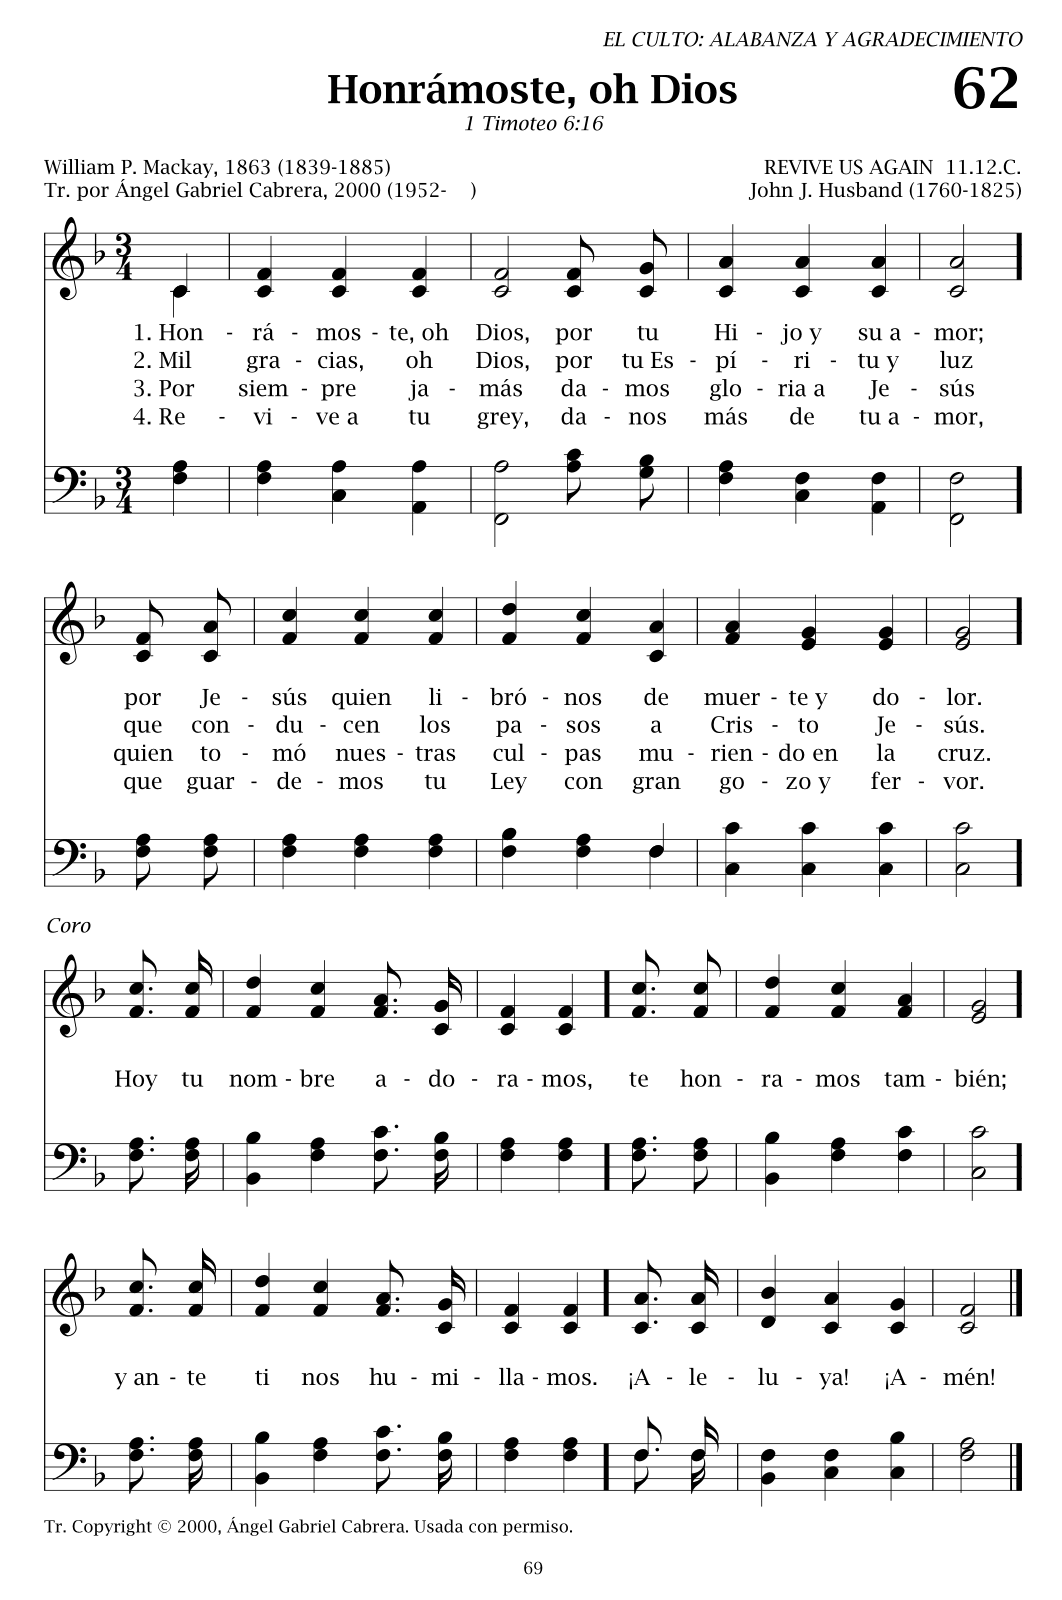 EL CULTO: ALABANZA Y AGRADECIMIENTO
Honrámoste, oh Dios 62
1 Timoteo 6:16
William P. Mackay, 1863 (1839-1885) REVIVE US AGAIN 11.12.C.
Tr. por Ángel Gabriel Cabrera, 2000 (1952- ) John J. Husband (1760-1825)
3 4
1. Hon - rá - mos - te, oh Dios, por tu Hi - jo y su a - mor;
2. Mil gra - cias, oh Dios, por tu Es - pí - ri - tu y luz
3. Por siem - pre ja - más da - mos glo - ria a Je - sús
4. Re - vi - ve a tu grey, da - nos más de tu a - mor,
3 4
por Je - sús quien li - bró - nos de muer - te y do - lor.
que con - du - cen los pa - sos a Cris - to Je - sús.
quien to - mó nues - tras cul - pas mu - rien - do en la cruz.
que guar - de - mos tu Ley con gran go - zo y fer - vor.
Coro
Hoy tu nom - bre a - do - ra - mos, te hon - ra - mos tam - bién;
y an - te ti nos hu - mi - lla - mos. ¡A - le - lu - ya! ¡A - mén!
Tr. Copyright © 2000, Ángel Gabriel Cabrera. Usada con permiso.
69